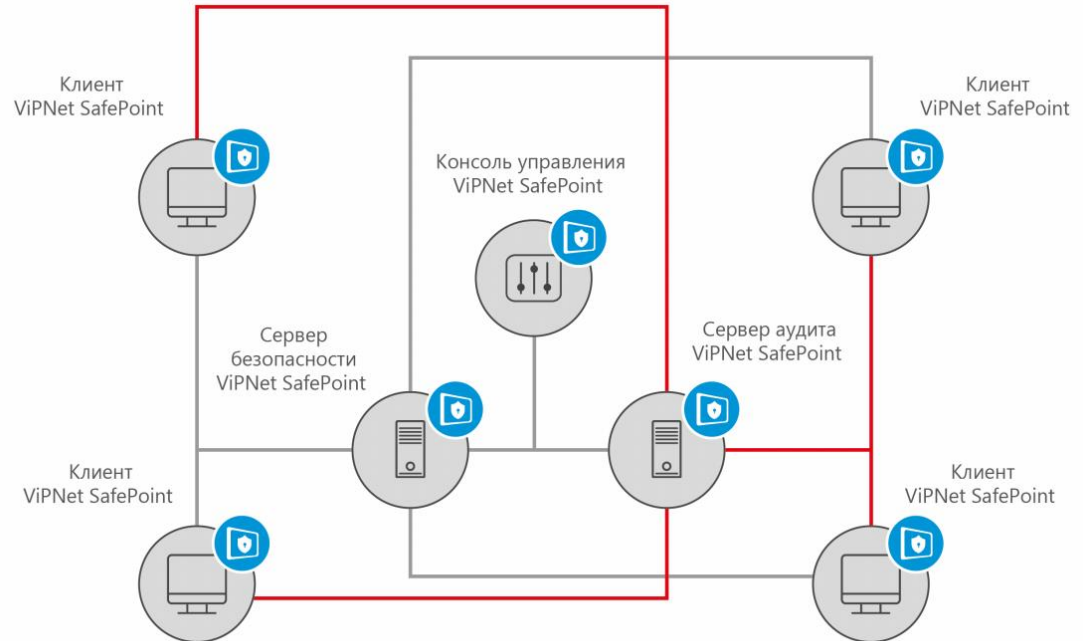 Клиент
ViPNet SafePoint
Клиент
ViPNet SafePoint
Консоль управления
ViPNet SafePoint
Сервер
безопасности
ViPNet SafePoint
Сервер аудита
ViPNet SafePoint
Клиент
ViPNet SafePoint
Клиент
ViPNet SafePoint